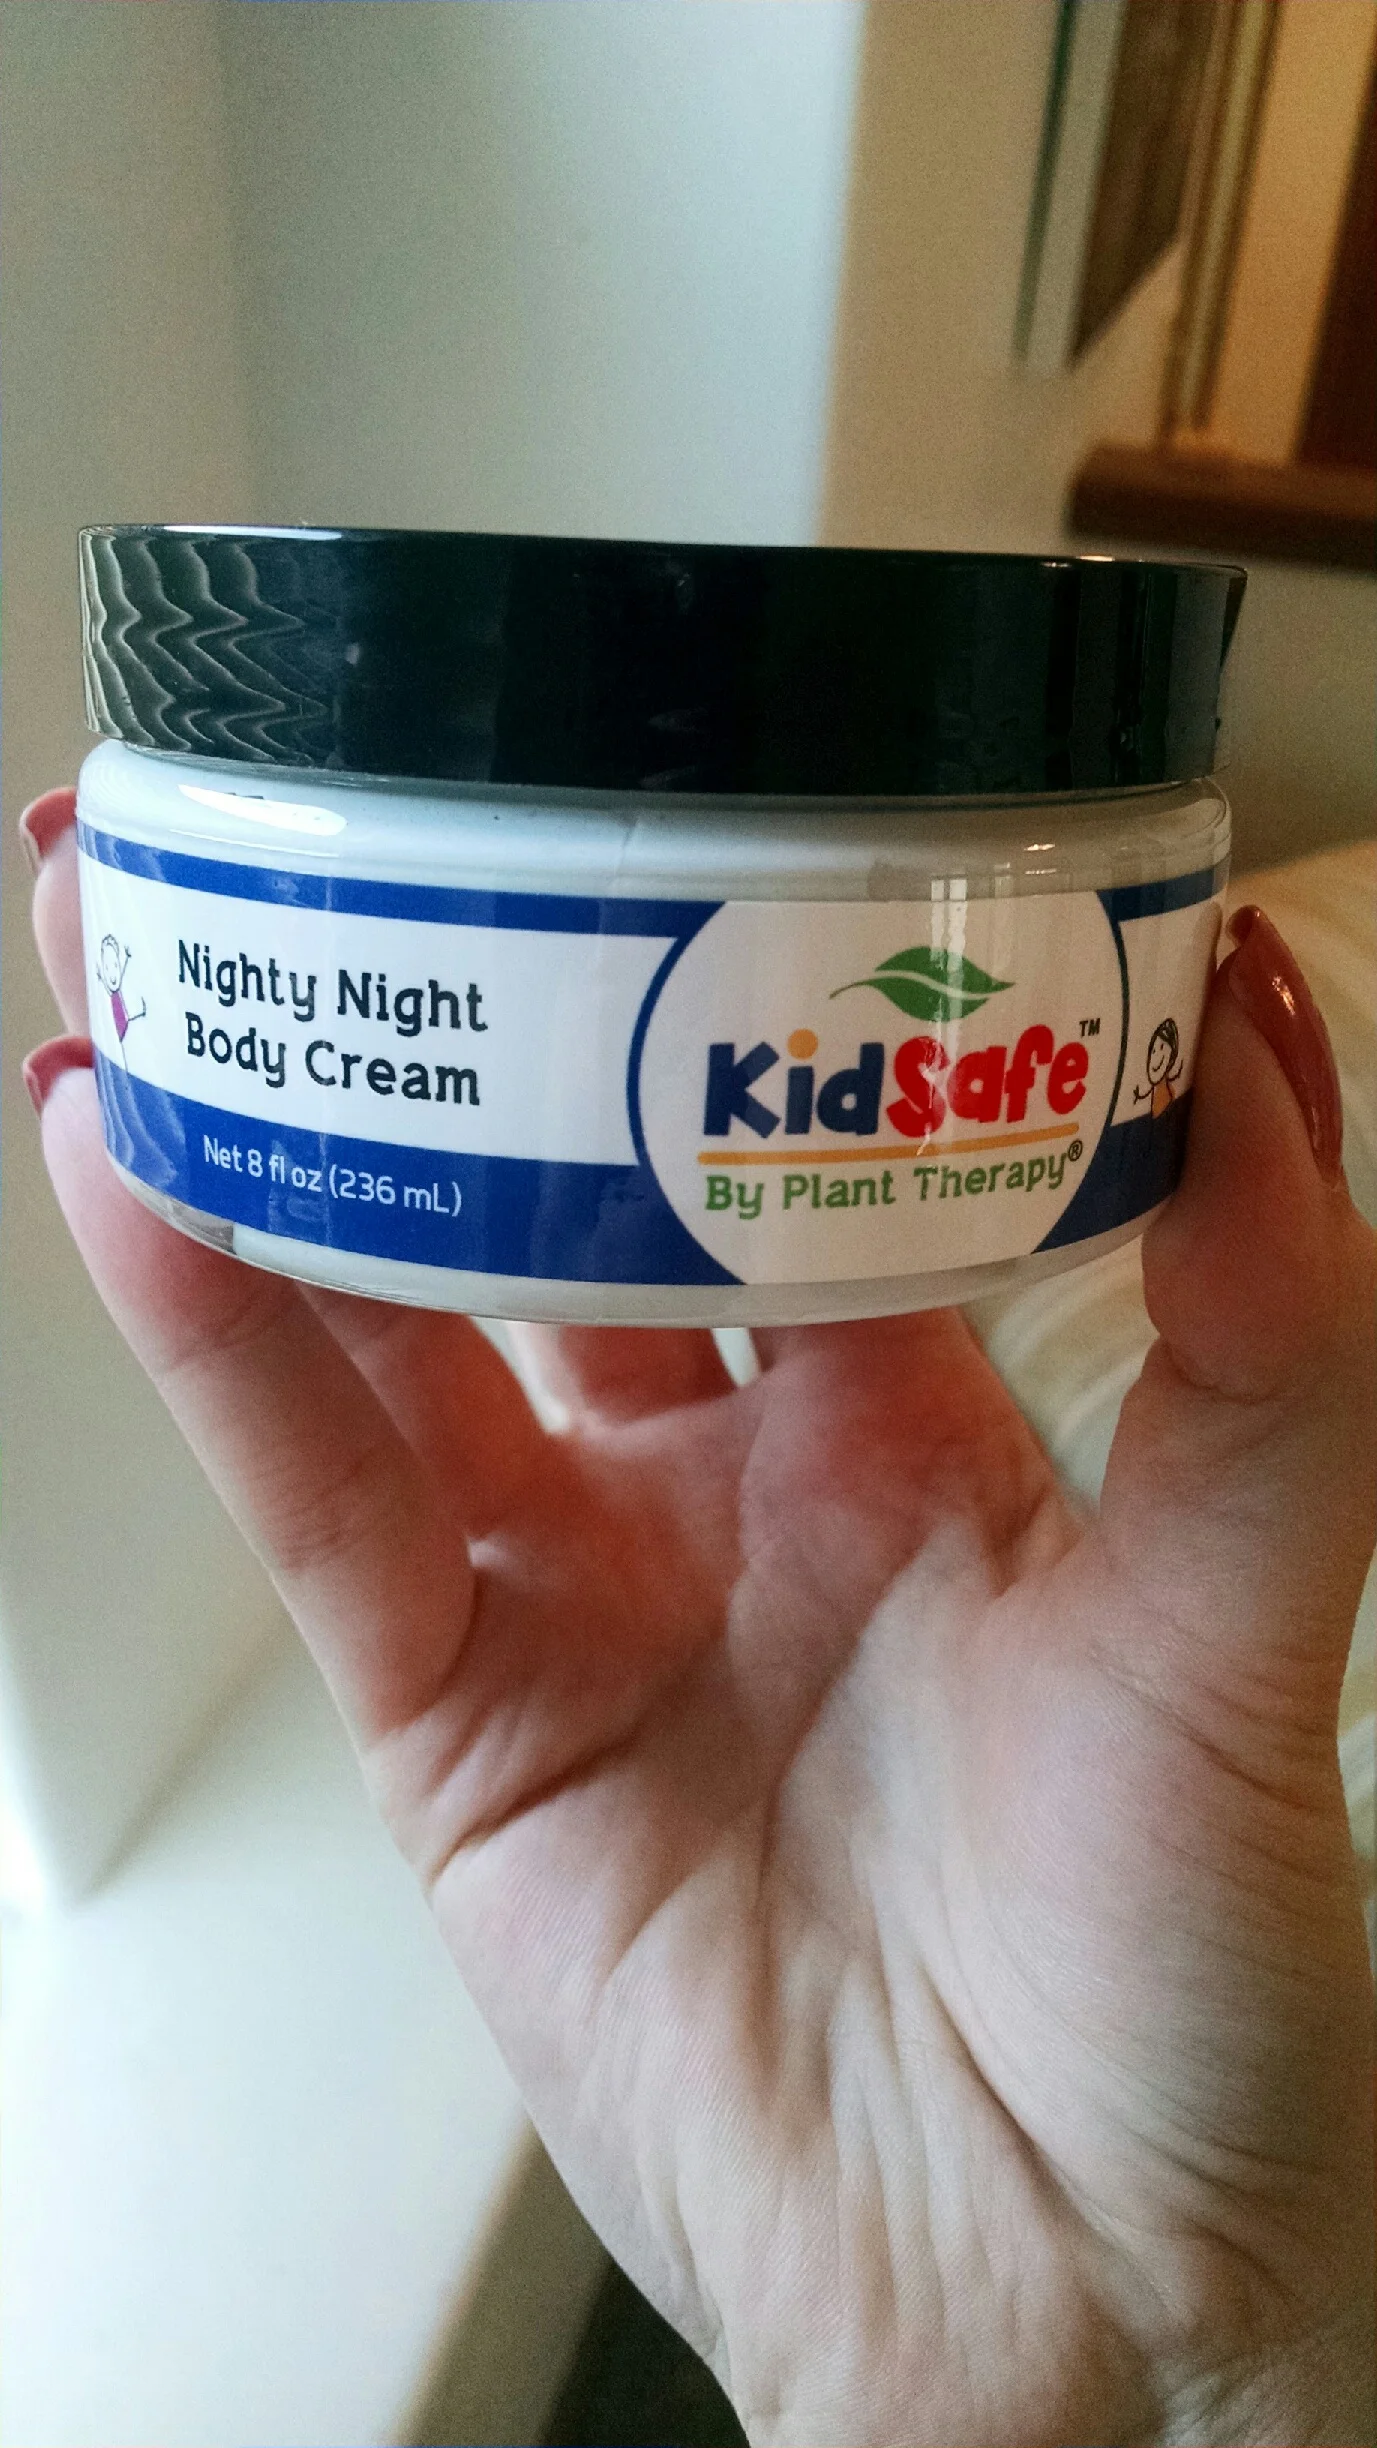 Nighty Night
Body Cream
Net 8 fl oz (236 mL)
KidSafe™
By Plant Therapy®